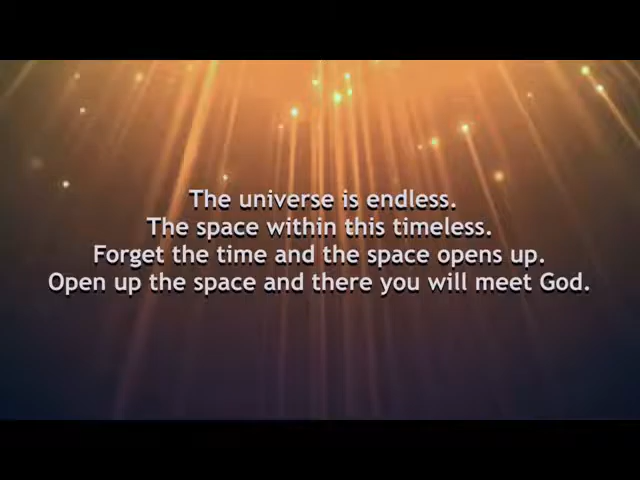 The universe is endless.
The space within this timeless.
Forget the time and the space opens up.
Open up the space and there you will meet God.